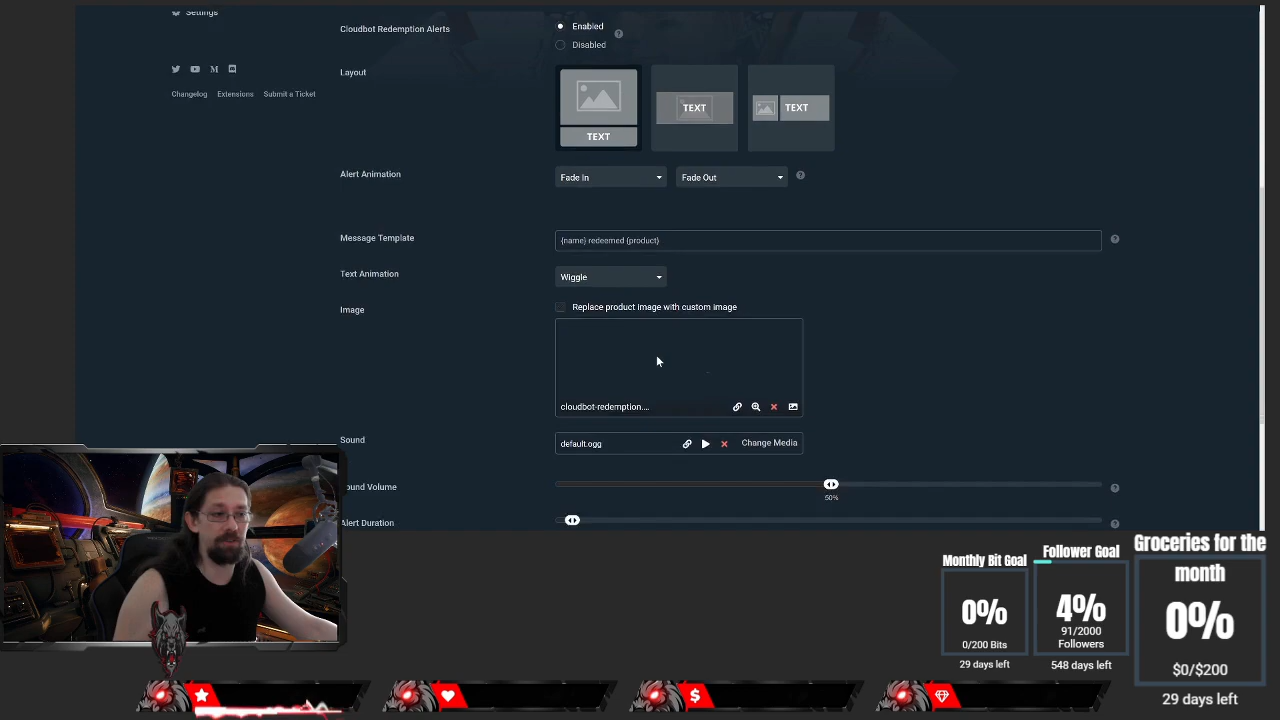 Settings
Cloudbot Redemption Alerts
Enabled
Disabled
Changelog
Extensions
Submit a Ticket
Layout
TEXT
TEXT
TEXT
Alert Animation
Fade In
Fade Out
Message Template
{name} redeemed {product}
Text Animation
Wiggle
Image
Replace product image with custom image
cloudbot-redemption....
Sound
default.ogg
Change Media
ound Volume
50%
Alert Duration
Monthly Bit Goal
0%
0/200 Bits
29 days left
Follower Goal
4%
91/2000
Followers
548 days left
Groceries for the
month
0%
$0/$200
29 days left